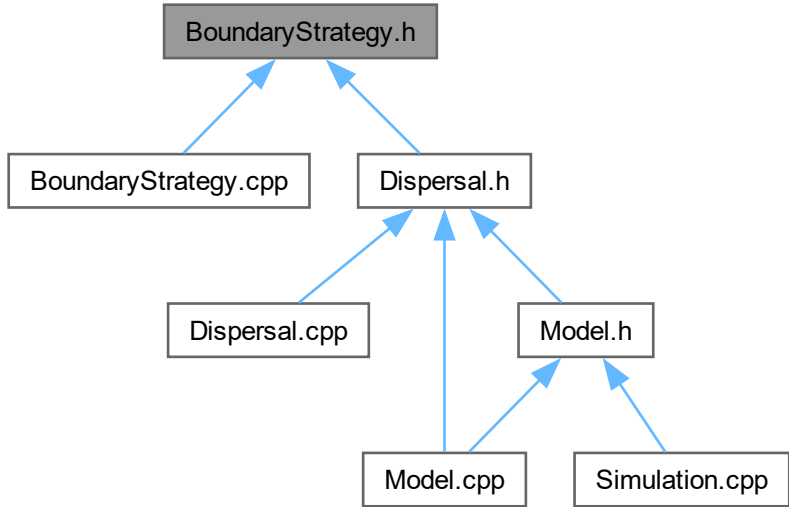 BoundaryStrategy.h
BoundaryStrategy.cpp
Dispersal.h
Dispersal.cpp
Model.h
Model.cpp
Simulation.cpp